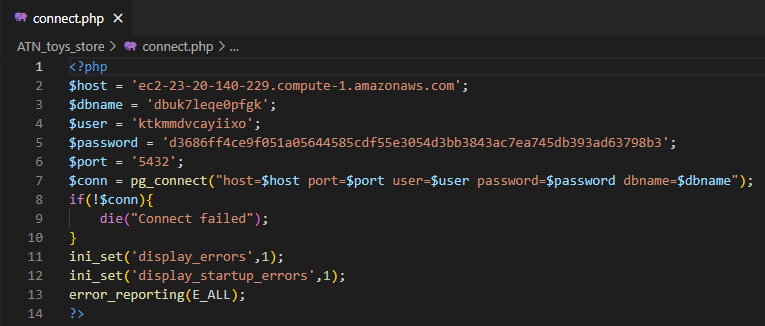 connect.php ×
ATN_toys_store > connect.php > ...
1 <?php
2 $host = 'ec2-23-20-140-229.compute-1.amazonaws.com';
3 $dbname = 'dbuk7leqe0pfgk';
4 $user = 'ktkmmdvcayiixo';
5 $password = 'd3686ff4ce9f051a05644585cdf55e3054d3bb3843ac7ea745db393ad63798b3';
6 $port = '5432';
7 $conn = pg_connect("host=$host port=$port user=$user password=$password dbname=$dbname");
8 if(!$conn){
9     die("Connect failed");
10 }
11 ini_set('display_errors',1);
12 ini_set('display_startup_errors',1);
13 error_reporting(E_ALL);
14 ?>